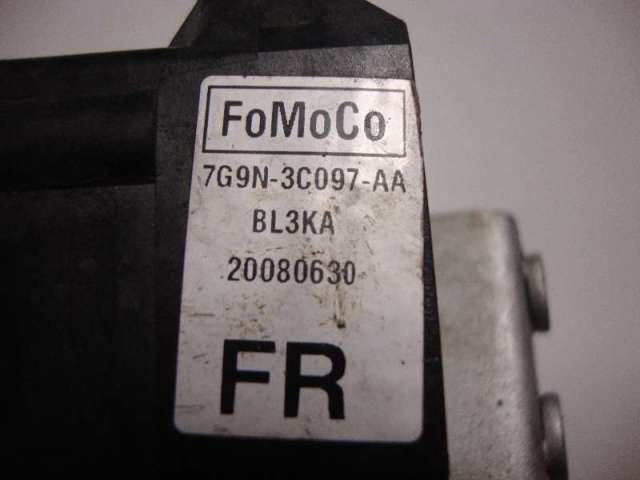 FoMoCo
7G9N-3C097-AA
BL3KA
20080630
FR